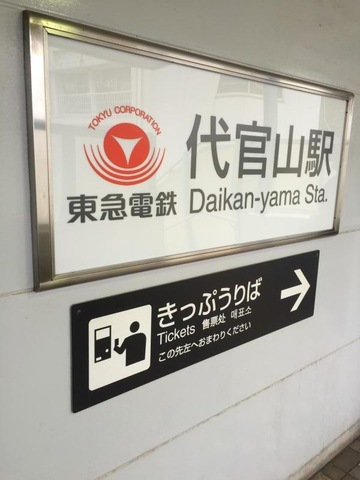 TOKYU CORPORATION
東急電鉄
代官山駅
Daikan-yama Sta.
きっぷうりば
Tickets 售票处 매표소
この先左へおまわりください